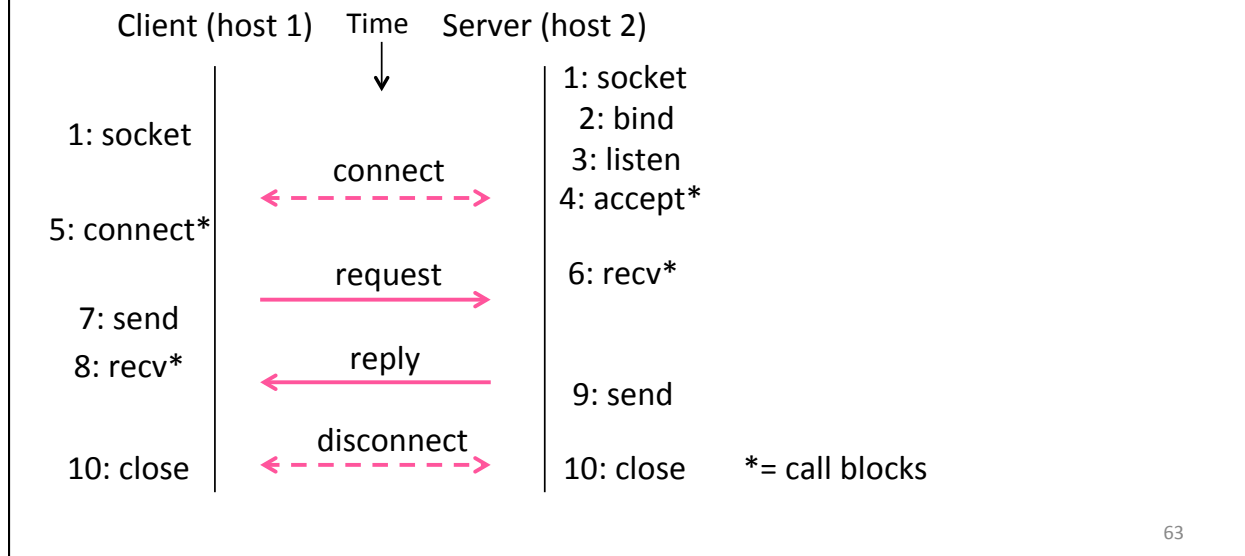 Client (host 1) Time Server (host 2)
1: socket
2: bind
1: socket
3: listen
connect
4: accept*
5: connect*
request
6: recv*
7: send
8: recv*
reply
9: send
disconnect
10: close
10: close
*= call blocks
63